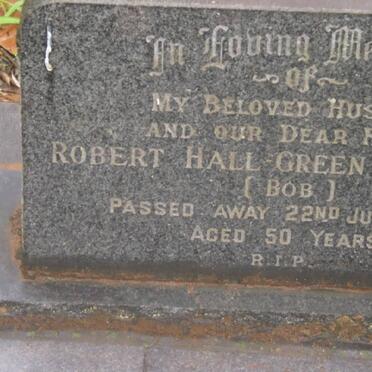 In Loving Me
of
MY BELOVED HUS
AND OUR DEAR
ROBERT HALL-GREEN
[BOB]
PASSED AWAY 22ND JU
AGED 50 YEARS
R.I.P.